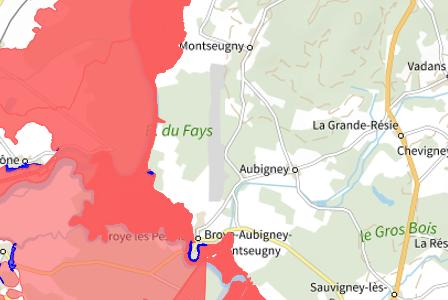 Montseugny
Vadans
du Fays
La Grande-Résie
Chevigney
Aubigney
le Gros Bois
Broye-Aubigney-
Montseugny
La Rés
Sauvigney-lès-